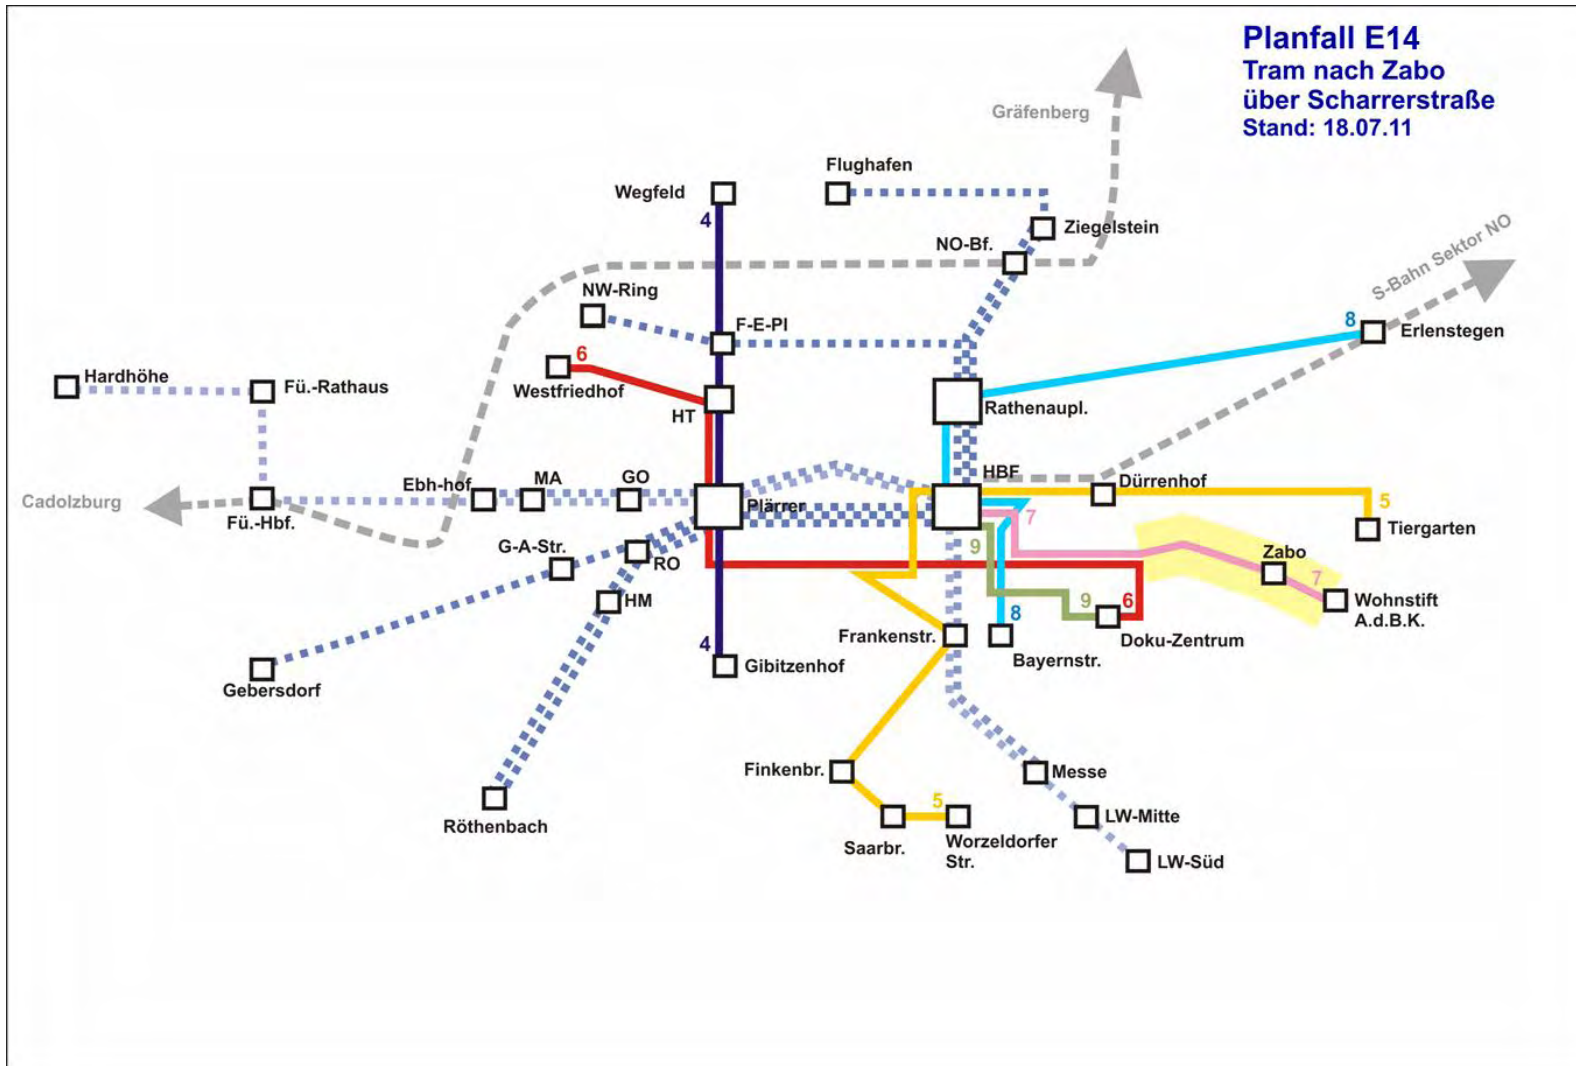 Planfall E14
Tram nach Zabo
über Scharrerstraße
Stand: 18.07.11
Gräfenberg
Flughafen
Wegfeld
4
Ziegelstein
NO-Bf.
S-Bahn Sektor NO
NW-Ring
F-E-Pl
8
Erlenstegen
6
Westfriedhof
Hardhöhe
Fü.-Rathaus
HT
Rathenaupl.
HBF
Ebh-hof
MA
GO
Plärrer
Dürrenhof
5
Cadolzburg
Fü.-Hbf.
7
Tiergarten
G-A-Str.
RO
9
Zabo
7
HM
9
6
Wohnstift
A.d.B.K.
8
Frankenstr.
Bayernstr.
Doku-Zentrum
4
Gibitzenhof
Gebersdorf
Finkenbr.
Messe
5
Röthenbach
Saarbr.
Worzeldorfer
Str.
LW-Mitte
LW-Süd